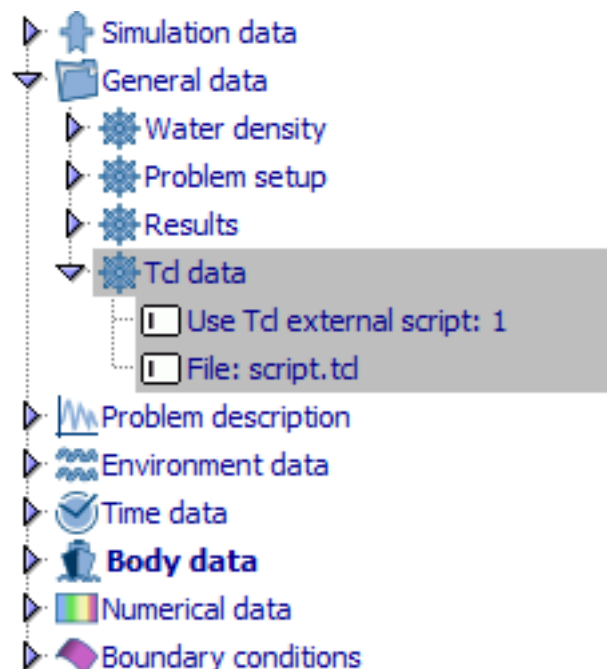 Simulation data
General data
Water density
Problem setup
Results
Tcl data
Use Tcl external script: 1
File: script.tcl
Problem description
Environment data
Time data
Body data
Numerical data
Boundary conditions